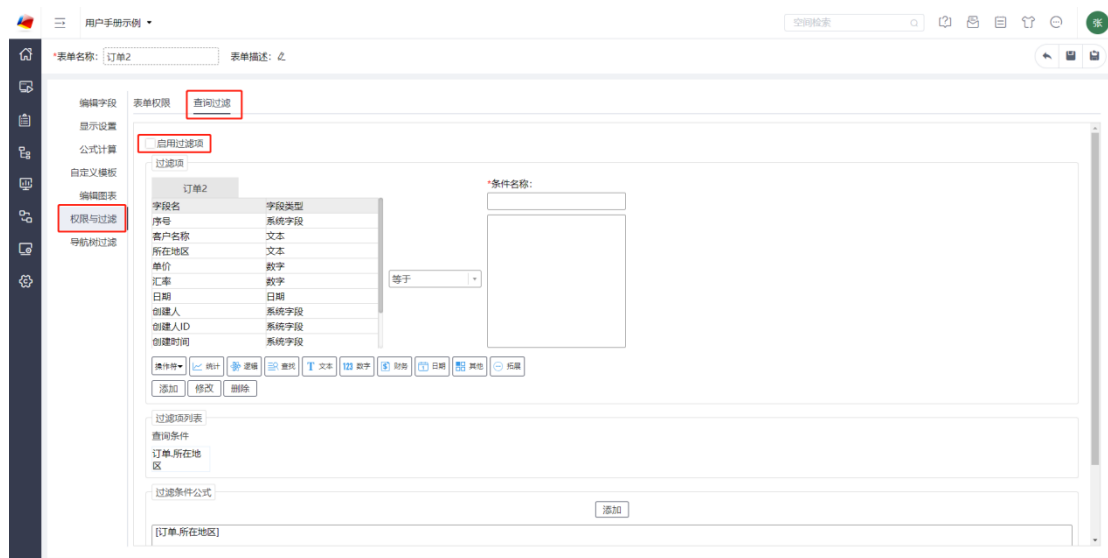 用户手册示例
空间检索
张
*表单名称: 订单2 表单描述:
编辑字段
显示设置
公式计算
自定义模板
编辑图表
权限与过滤
导航树过滤
表单权限 查询过滤
启用过滤项
过滤项
订单2
字段名 字段类型
序号 系统字段
客户名称 文本
所在地区 文本
单价 数字
汇率 数字
日期 日期
创建人 系统字段
创建人ID 系统字段
创建时间 系统字段
等于
*条件名称:
操作符 统计 逻辑 查找 T 文本 123 数字 财务 日期 其他 拓展
添加 修改 删除
过滤项列表
查询条件
订单.所在地
区
过滤条件公式
添加
[订单.所在地区]